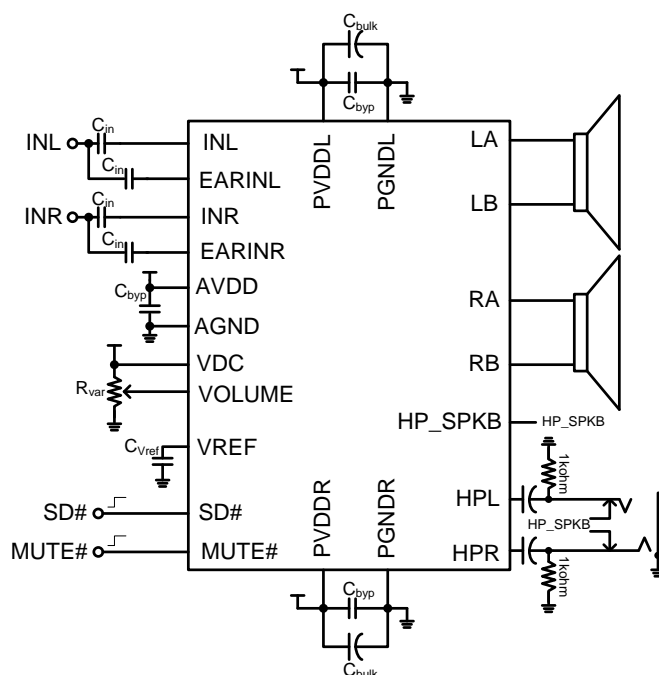 Cbulk
Cbyp
INL
Cin
INL
Cin
EARINL
INR
Cin
INR
Cin
EARINR
AVDD
Cbyp
AGND
VDC
Rvar
VOLUME
VREF
CVref
SD#
SD#
MUTE#
MUTE#
PVDDL
PGNDL
LA
LB
RA
RB
HP_SPKB
HP_SPKB
1kohm
HPL
HP_SPKB
HPR
1kohm
PVDDR
PGNDR
Cbyp
Cbulk